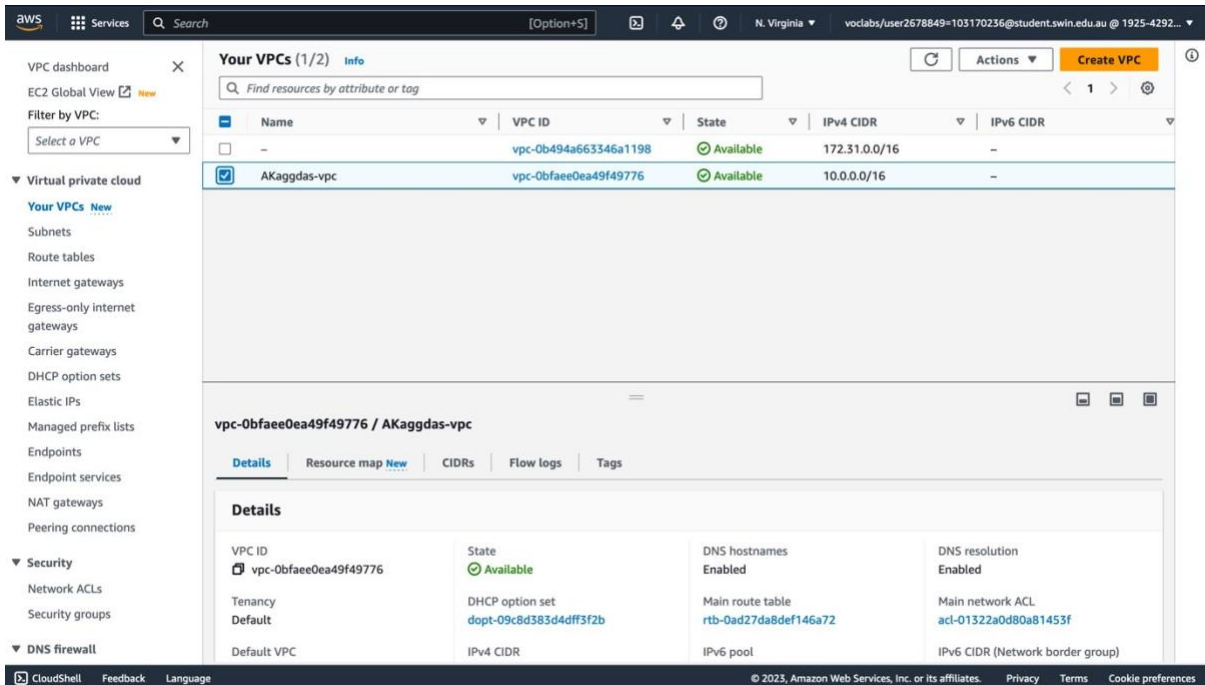 aws Services Search [Option+S] N. Virginia voclabs/user2678849=103170236@student.swin.edu.au @ 1925-4292...
VPC dashboard
EC2 Global View New
Filter by VPC:
Select a VPC
Virtual private cloud
Your VPCs New
Subnets
Route tables
Internet gateways
Egress-only internet
gateways
Carrier gateways
DHCP option sets
Elastic IPs
Managed prefix lists
Endpoints
Endpoint services
NAT gateways
Peering connections
Security
Network ACLs
Security groups
DNS firewall
Your VPCs (1/2) Info Actions Create VPC
Find resources by attribute or tag 1
Name VPC ID State IPv4 CIDR IPv6 CIDR
– vpc-0b494a663346a1198 Available 172.31.0.0/16 –
AKaggdas-vpc vpc-0bfaee0ea49f49776 Available 10.0.0.0/16 –
vpc-0bfaee0ea49f49776 / AKaggdas-vpc
Details Resource map New CIDRs Flow logs Tags
Details
VPC ID State DNS hostnames DNS resolution
vpc-0bfaee0ea49f49776 Available Enabled Enabled
Tenancy DHCP option set Main route table Main network ACL
Default dopt-09c8d383d4dff3f2b rtb-0ad27da8def146a72 acl-01322a0d80a81453f
Default VPC IPv4 CIDR IPv6 pool IPv6 CIDR (Network border group)
CloudShell Feedback Language © 2023, Amazon Web Services, Inc. or its affiliates. Privacy Terms Cookie preferences